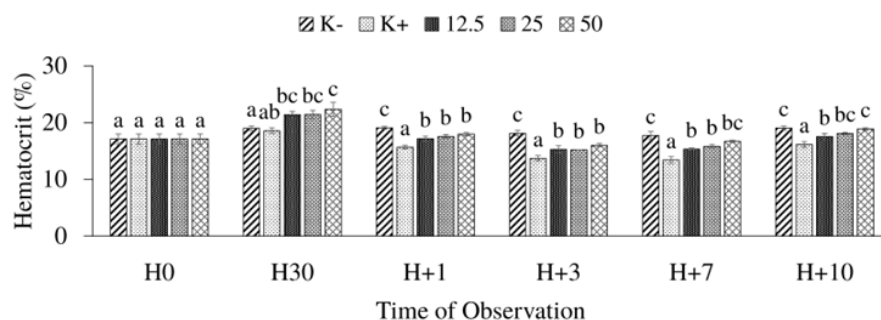 K- K+ 12.5 25 50
Hematocrit (%)
30
20
10
0
a a a a a
a ab bc bc c
c a b b b
c a b b b
c a b b bc
c a b bc c
H0 H30 H+1 H+3 H+7 H+10
Time of Observation